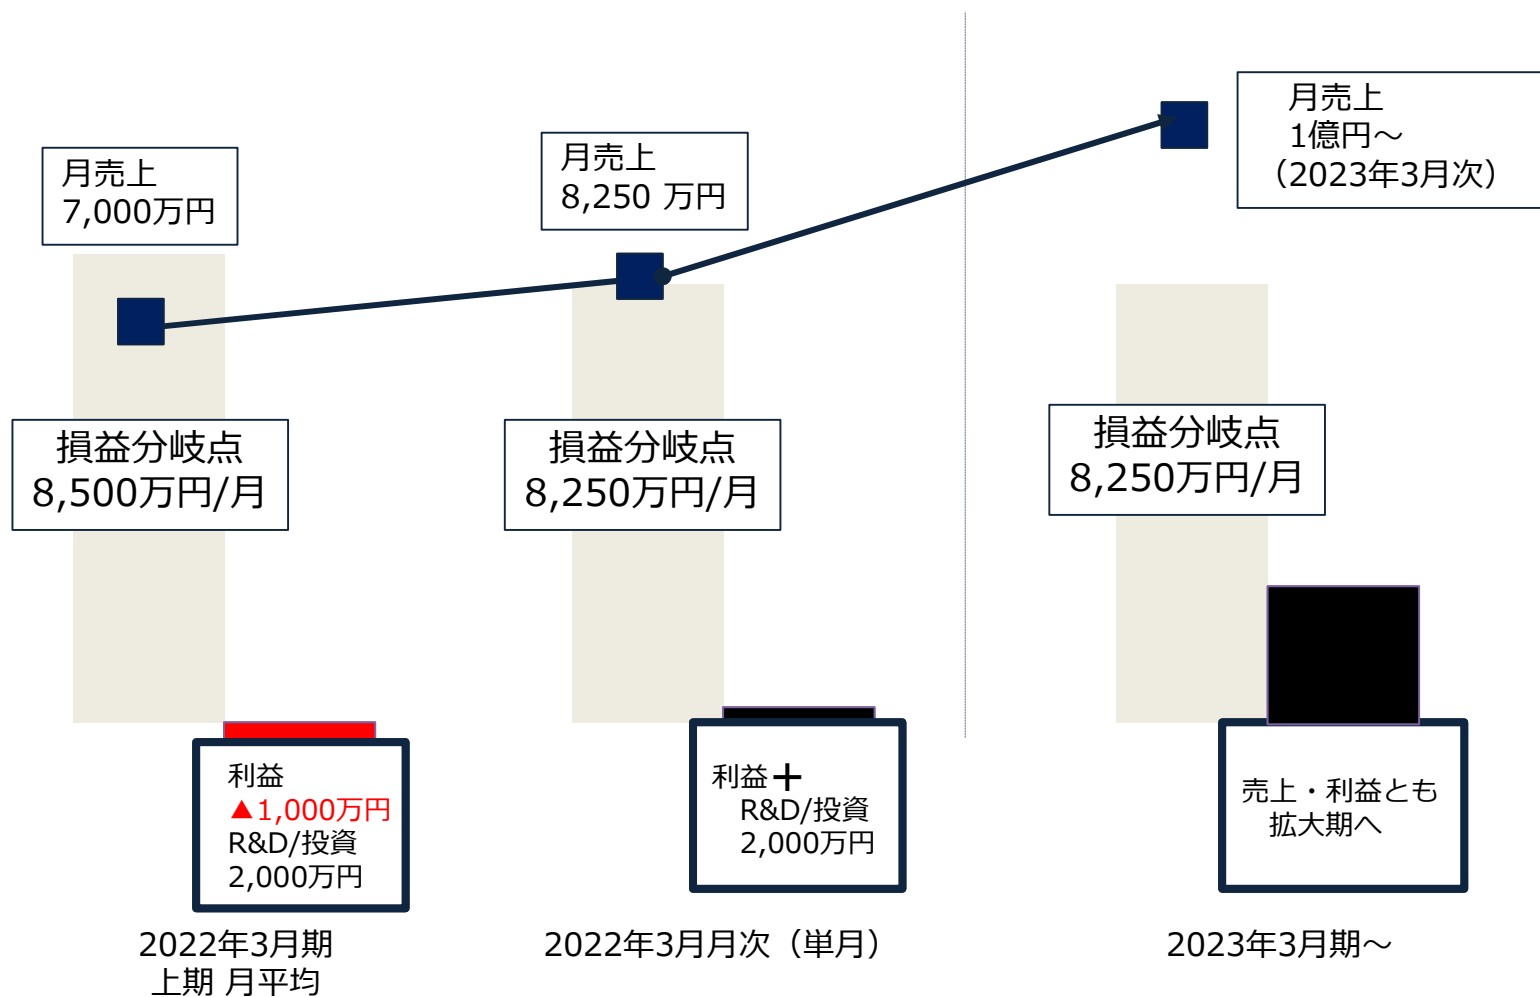 月売上
7,000万円
月売上
8,250 万円
月売上
1億円～
（2023年3月次）
損益分岐点
8,500万円/月
損益分岐点
8,250万円/月
損益分岐点
8,250万円/月
利益
▲1,000万円
R&D/投資
2,000万円
利益＋
R&D/投資
2,000万円
売上・利益とも
拡大期へ
2022年3月期
上期 月平均
2022年3月月次（単月）
2023年3月期～